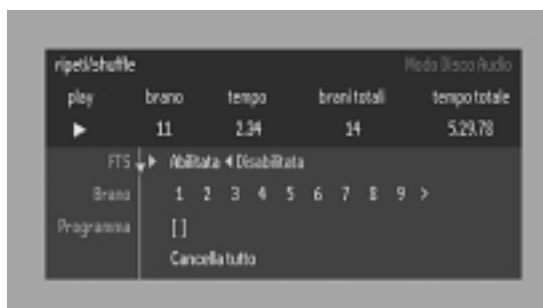 ripeti/shuffle Modo Disco Audio
play brano tempo brani totali tempo totale
11 2.34 14 5.29.78
FTS Abilitata Disabilitata
Brano 1 2 3 4 5 6 7 8 9 >
Programma [ ]
Cancella tutto